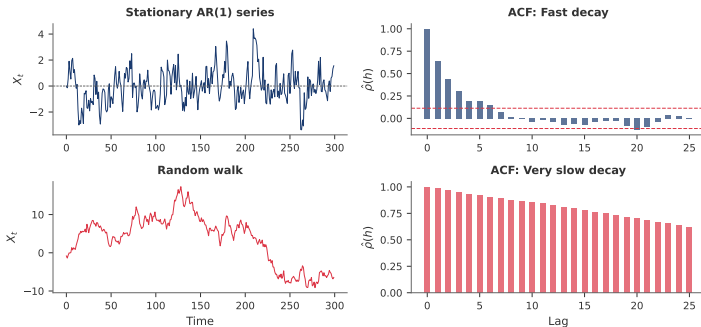 Stationary AR(1) series
4
2
0
−2
X_t
0 50 100 150 200 250 300
ACF: Fast decay
1.00
0.75
0.50
0.25
0.00
ρ̂(h)
0 5 10 15 20 25
Random walk
10
0
−10
X_t
0 50 100 150 200 250 300
Time
ACF: Very slow decay
1.00
0.75
0.50
0.25
0.00
ρ̂(h)
0 5 10 15 20 25
Lag